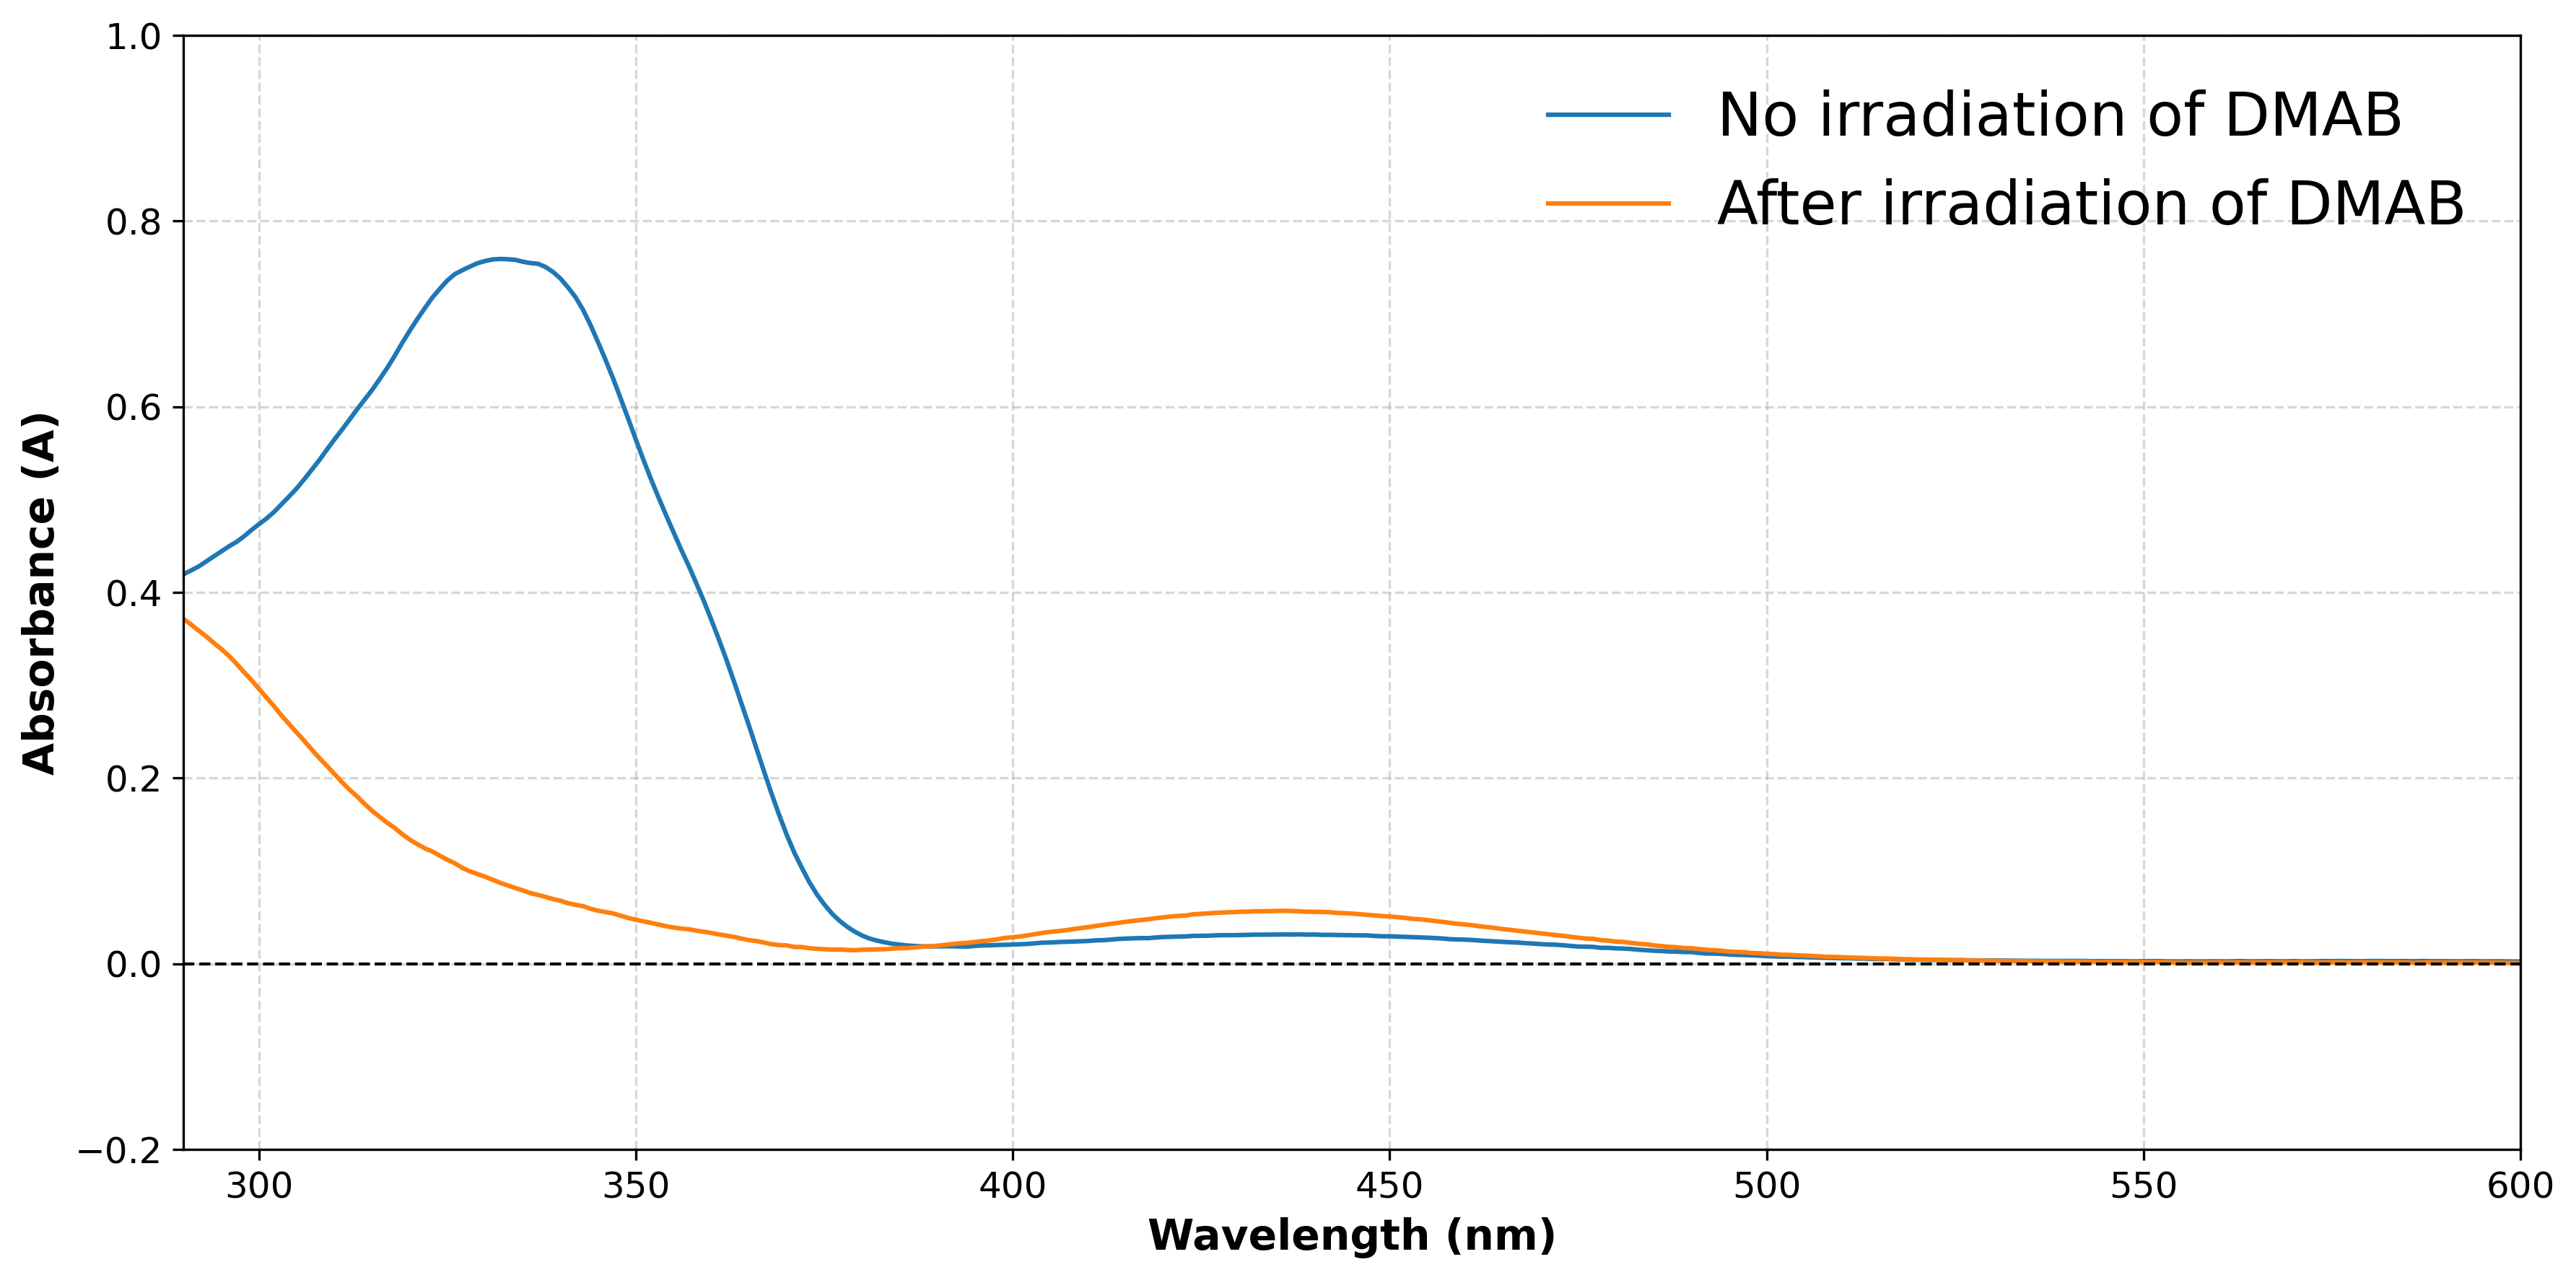 No irradiation of DMAB
After irradiation of DMAB
1.0
0.8
0.6
0.4
0.2
0.0
−0.2
Absorbance (A)
300 350 400 450 500 550 600
Wavelength (nm)